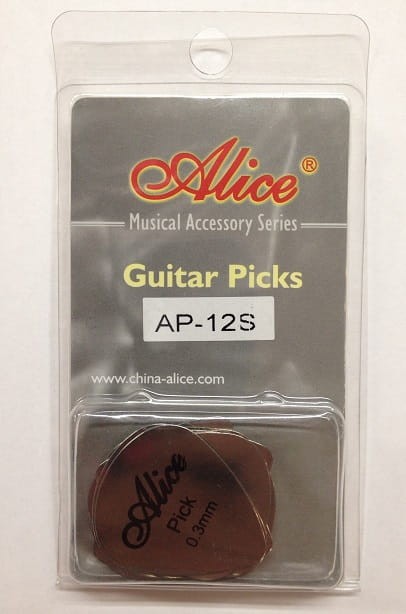 Alice®
Musical Accessory Series
Guitar Picks
AP-12S
www.china-alice.com
Alice
Pick
0.3mm